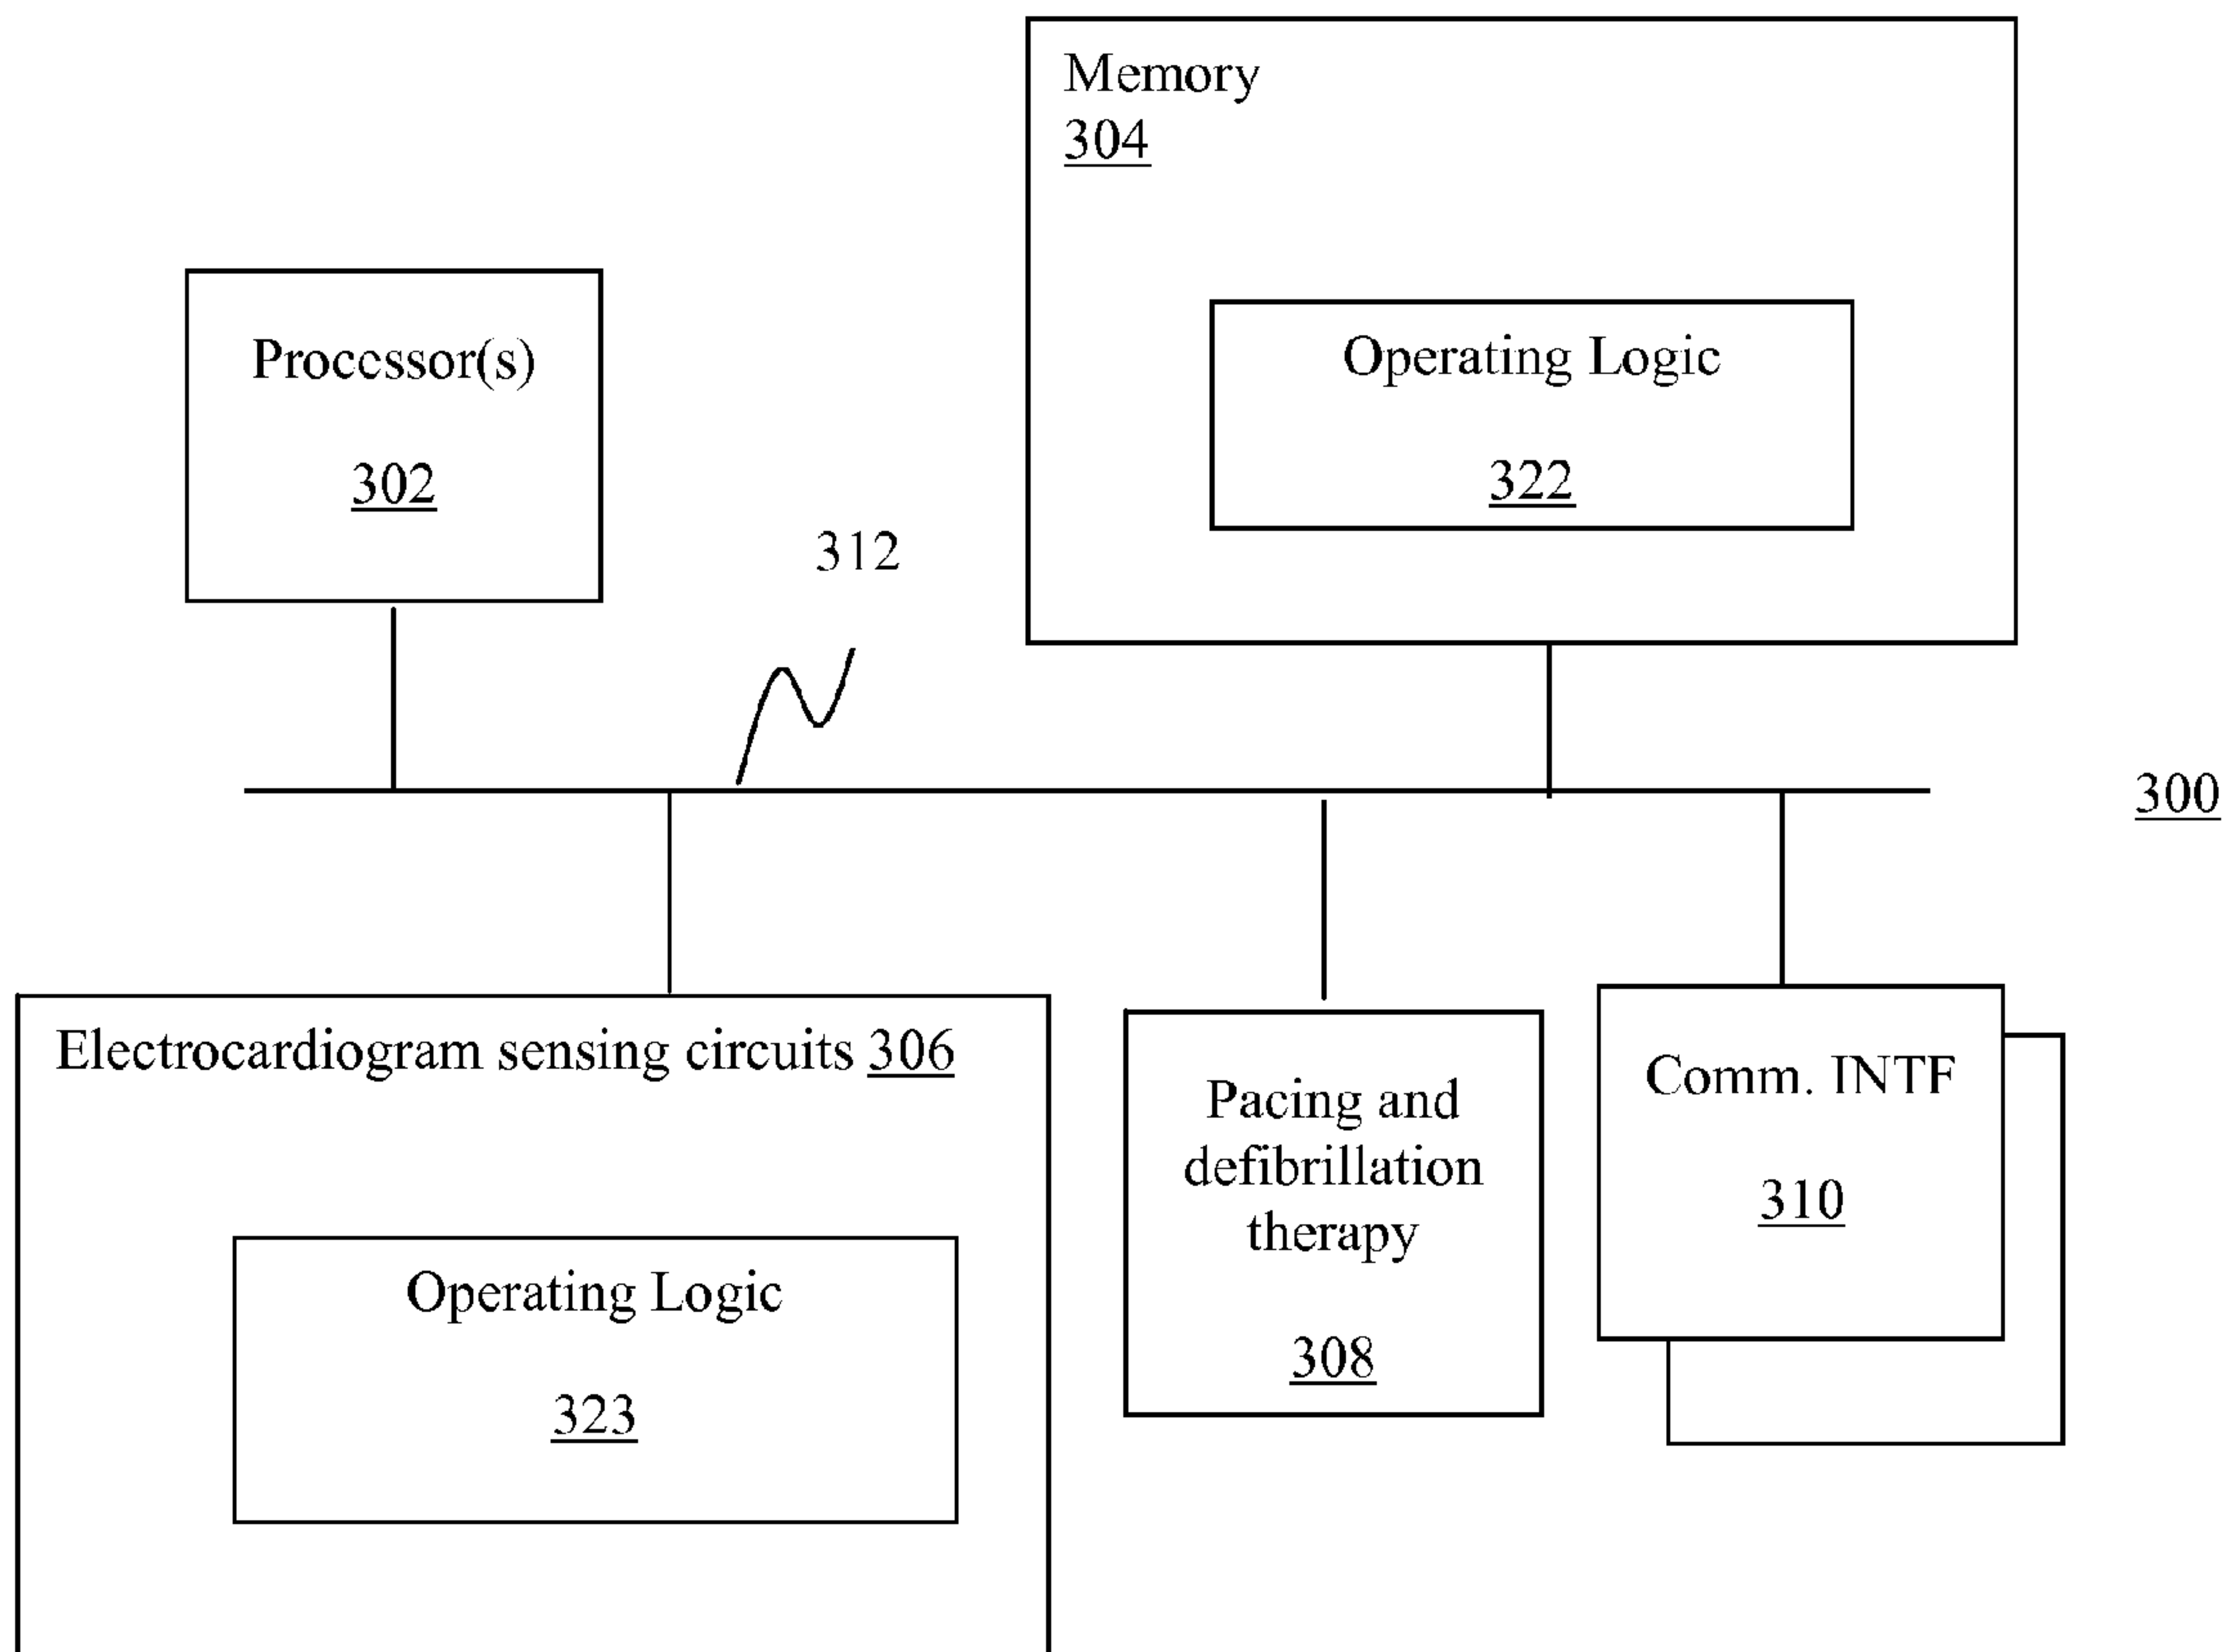 Memory
304
Processor(s)
302
Operating Logic
322
312
300
Electrocardiogram sensing circuits 306
Operating Logic
323
Pacing and
defibrillation
therapy
308
Comm. INTF
310